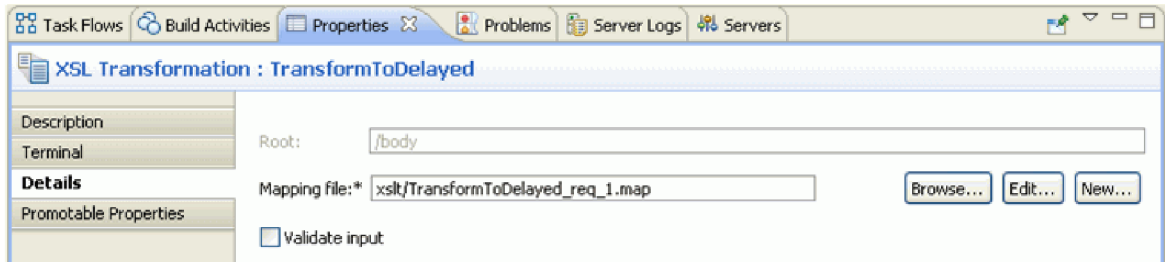 Task Flows Build Activities Properties Problems Server Logs Servers
XSL Transformation : TransformToDelayed
Description
Terminal
Details
Promotable Properties
Root: /body
Mapping file:* xslt/TransformToDelayed_req_1.map Browse... Edit... New...
Validate input